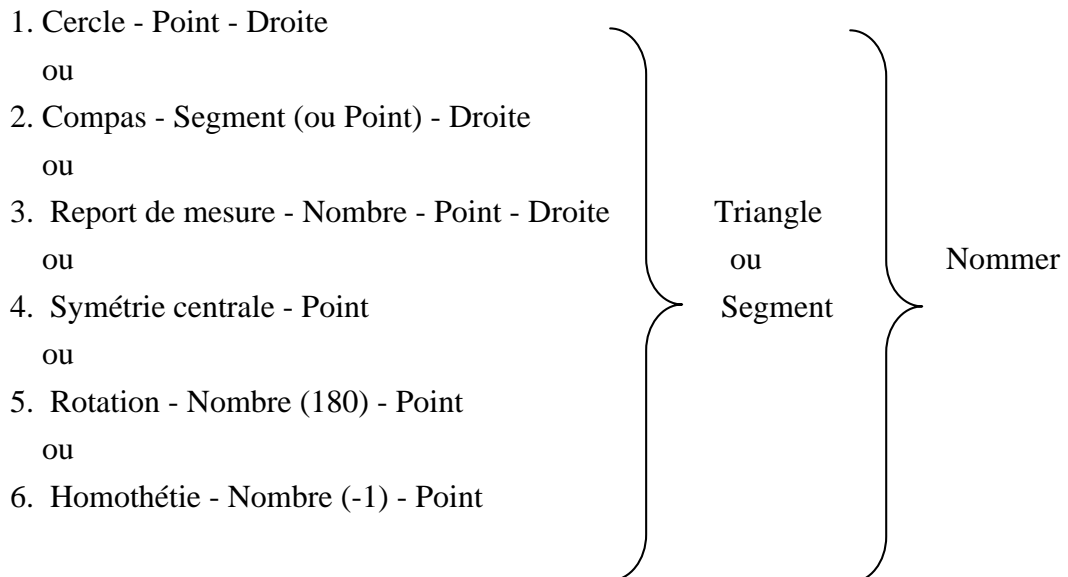 1. Cercle - Point - Droite
ou
2. Compas - Segment (ou Point) - Droite
ou
3. Report de mesure - Nombre - Point - Droite
ou
4. Symétrie centrale - Point
ou
5. Rotation - Nombre (180) - Point
ou
6. Homothétie - Nombre (-1) - Point
Triangle
ou
Segment
Nommer